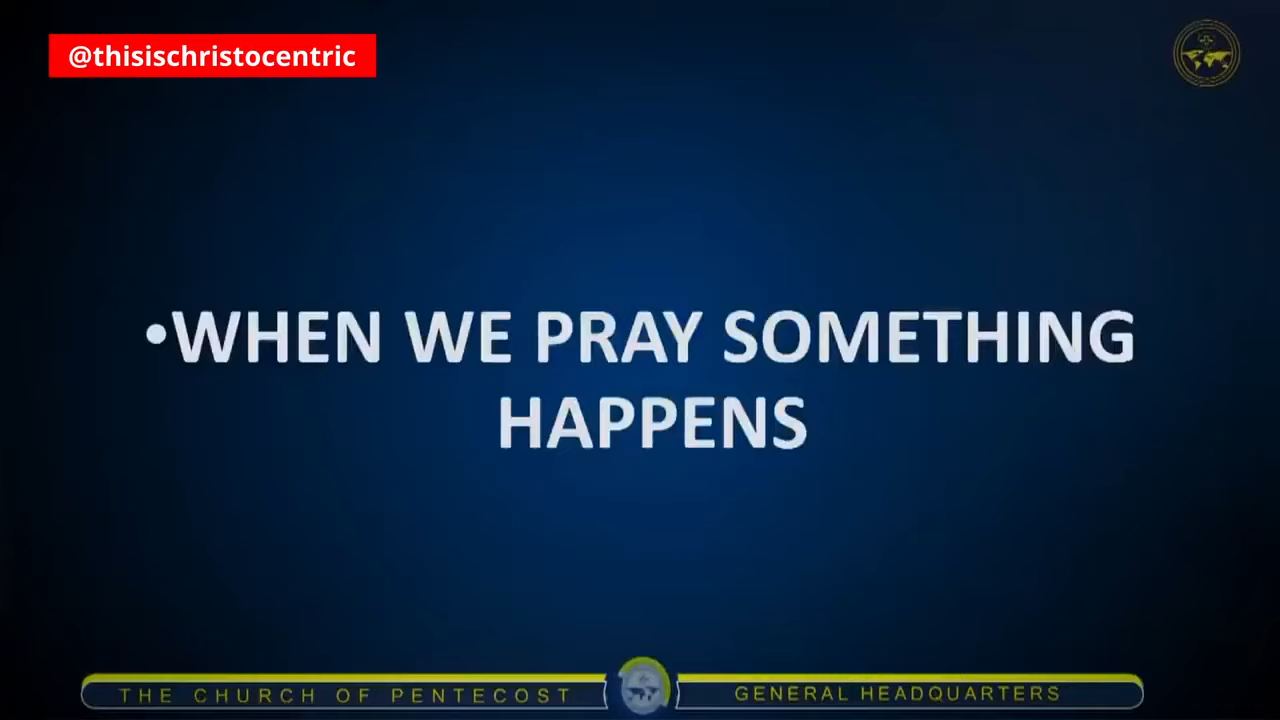 @thisischristocentric
•WHEN WE PRAY SOMETHING
HAPPENS
THE CHURCH OF PENTECOST
GENERAL HEADQUARTERS